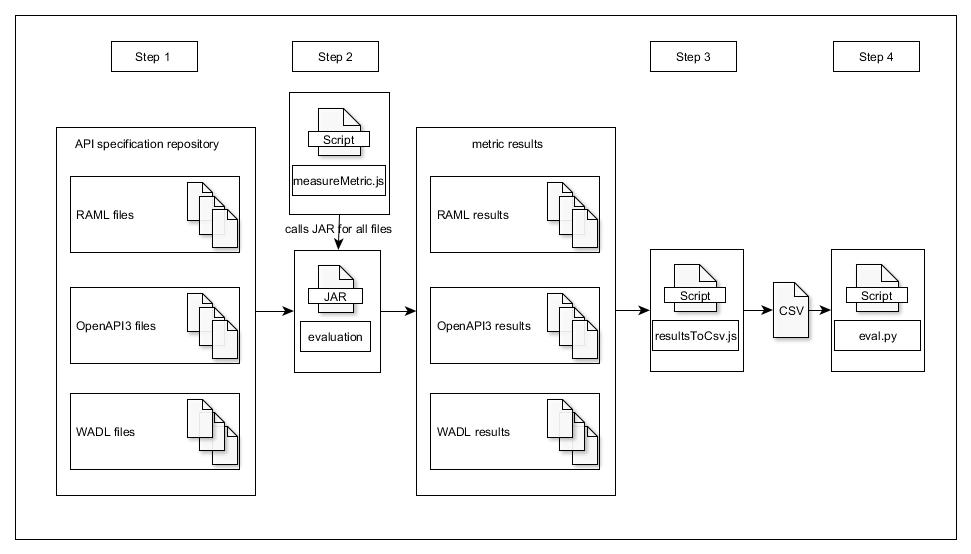 Step 1
Step 2
Step 3
Step 4
API specification repository
RAML files
OpenAPI3 files
WADL files
Script
measureMetric.js
calls JAR for all files
JAR
evaluation
metric results
RAML results
OpenAPI3 results
WADL results
Script
resultsToCsv.js
CSV
Script
eval.py